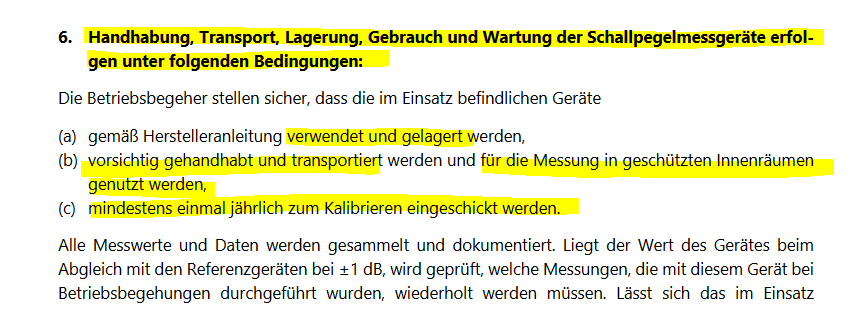 6. Handhabung, Transport, Lagerung, Gebrauch und Wartung der Schallpegelmessgeräte erfol-
gen unter folgenden Bedingungen:
Die Betriebsbegeher stellen sicher, dass die im Einsatz befindlichen Geräte
(a) gemäß Herstelleranleitung verwendet und gelagert werden,
(b) vorsichtig gehandhabt und transportiert werden und für die Messung in geschützten Innenräumen
genutzt werden,
(c) mindestens einmal jährlich zum Kalibrieren eingeschickt werden.
Alle Messwerte und Daten werden gesammelt und dokumentiert. Liegt der Wert des Gerätes beim
Abgleich mit den Referenzgeräten bei ±1 dB, wird geprüft, welche Messungen, die mit diesem Gerät bei
Betriebsbegehungen durchgeführt wurden, wiederholt werden müssen. Lässt sich das im Einsatz